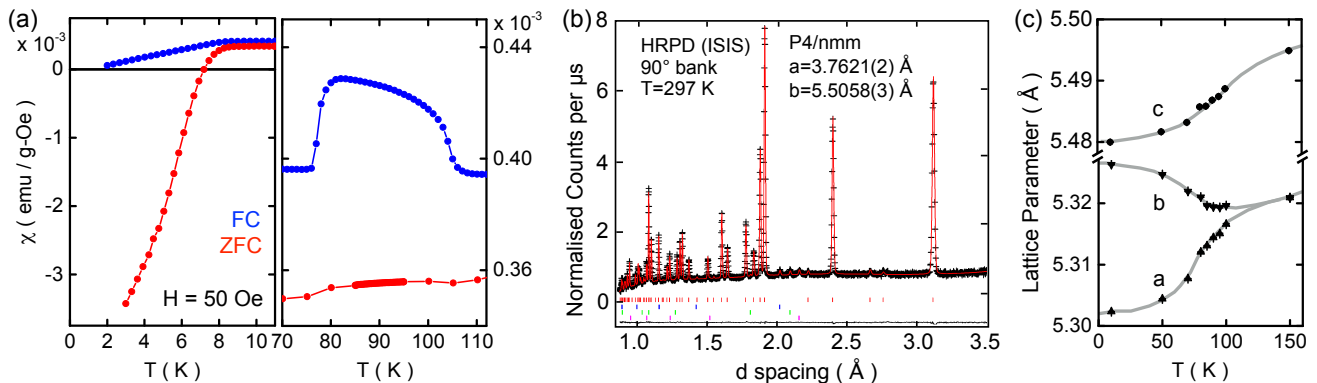 (a)
x 10⁻³
0
-1
-2
-3
χ ( emu / g-Oe )
FC
ZFC
H = 50 Oe
0 2 4 6 8 10
T ( K )
x 10⁻³
0.44
0.40
0.36
70 80 90 100 110
T ( K )
(b)
8
6
4
2
0
Normalised Counts per μs
HRPD (ISIS)
90° bank
T=297 K
P4/nmm
a=3.7621(2) Å
b=5.5058(3) Å
1.0 1.5 2.0 2.5 3.0 3.5
d spacing ( Å )
(c)
5.50
5.49
5.48
5.32
5.31
5.30
Lattice Parameter ( Å )
c
b
a
0 50 100 150
T ( K )